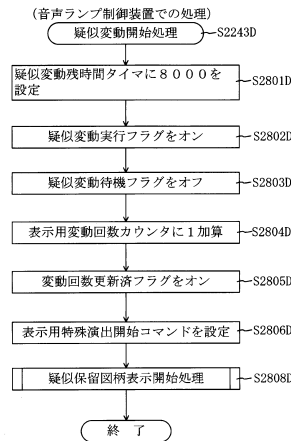 (音声ランプ制御装置での処理)
疑似変動開始処理
S2243D
疑似変動残時間タイマに8000を
設定
S2801D
疑似変動実行フラグをオン
S2802D
疑似変動待機フラグをオフ
S2803D
表示用変動回数カウンタに1加算
S2804D
変動回数更新済フラグをオン
S2805D
表示用特殊演出開始コマンドを設定
S2806D
疑似保留図柄表示開始処理
S2808D
終了